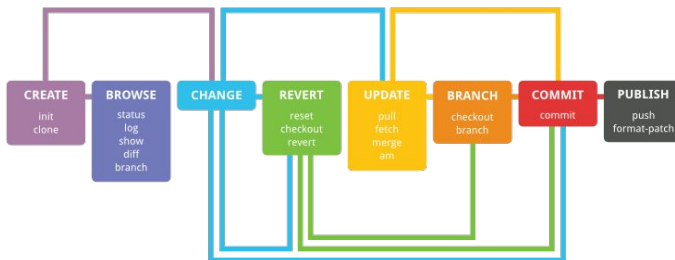 CREATE
init
clone
BROWSE
status
log
show
diff
branch
CHANGE
REVERT
reset
checkout
revert
UPDATE
pull
fetch
merge
am
BRANCH
checkout
branch
COMMIT
commit
PUBLISH
push
format-patch